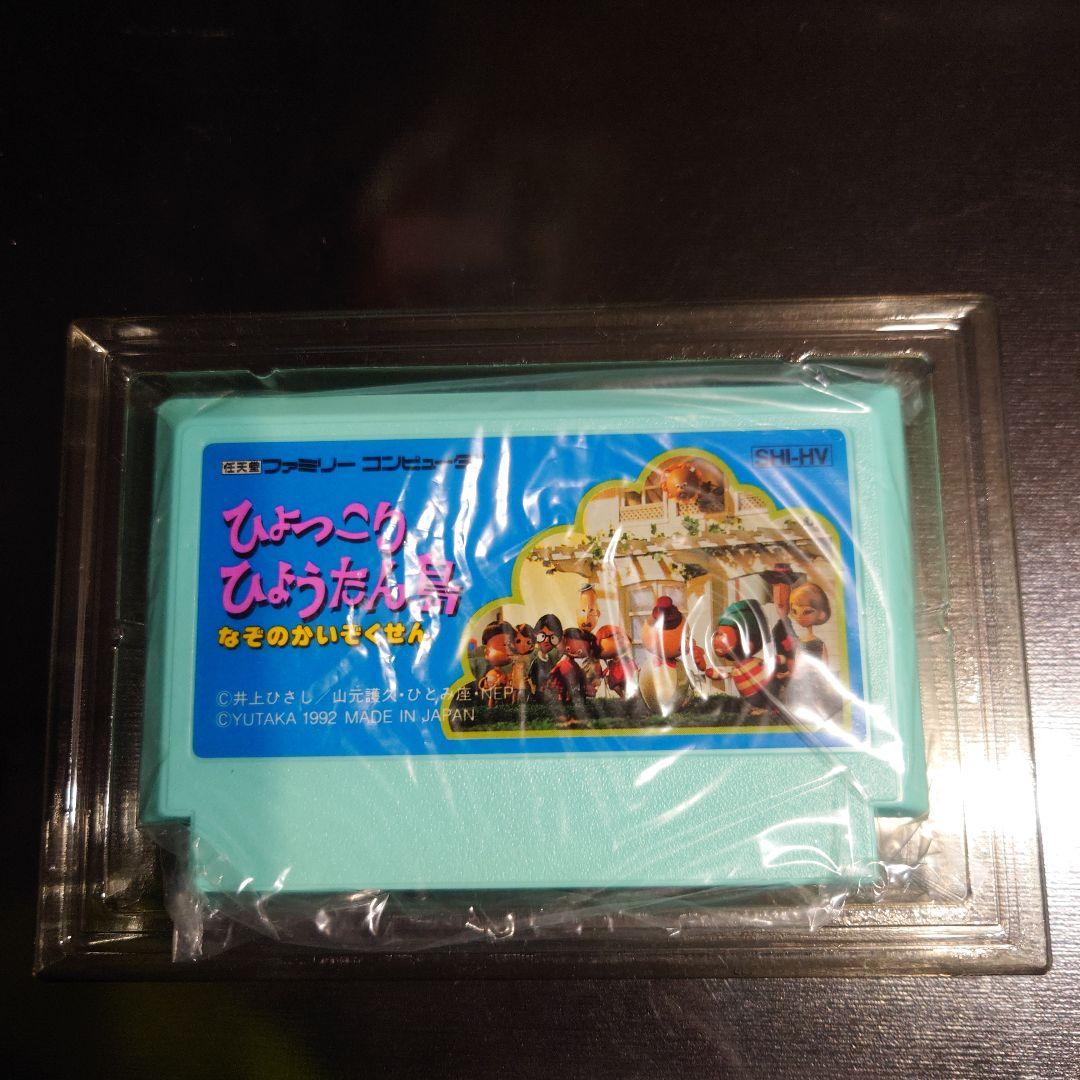 任天堂 ファミリー コンピュータ
SHI-HV
ひょっこり
ひょうたん島
なぞのかいぞくせん
©井上ひさし／山元護久・ひとみ座・NEP
©YUTAKA 1992 MADE IN JAPAN